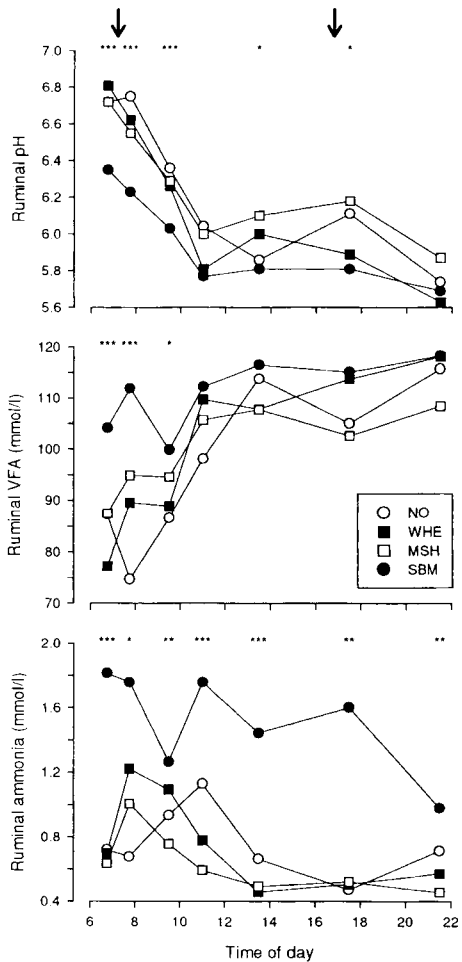 *** *** *** * *
7.0
6.8
6.6
6.4
6.2
6.0
5.8
5.6
Ruminal pH
*** *** *
120
110
100
90
80
70
Ruminal VFA (mmol/l)
NO
WHE
MSH
SBM
*** * ** *** *** ** **
2.0
1.6
1.2
0.8
0.4
Ruminal ammonia (mmol/l)
6 8 10 12 14 16 18 20 22
Time of day